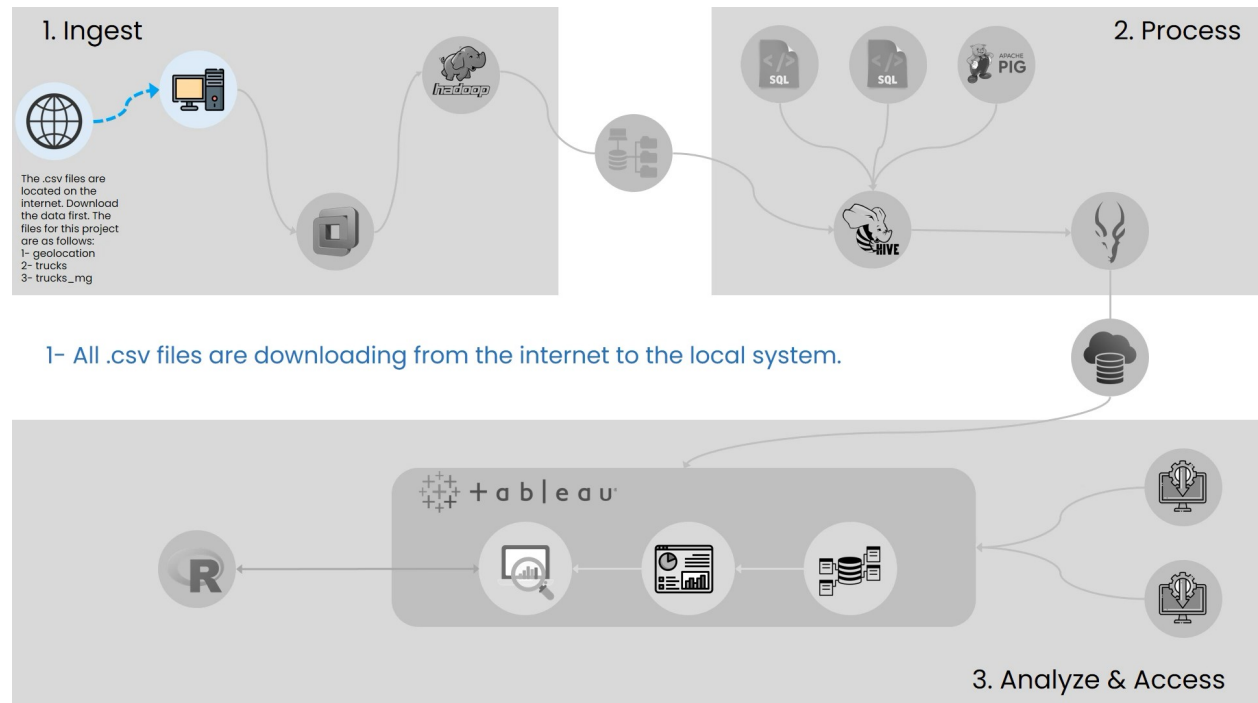 1. Ingest
hadoop
The .csv files are
located on the
internet. Download
the data first. The
files for this project
are as follows:
1- geolocation
2- trucks
3- trucks_mg
2. Process
SQL
SQL
APACHE
PIG
HIVE
1- All .csv files are downloading from the internet to the local system.
+ a b | e a u
R
3. Analyze & Access